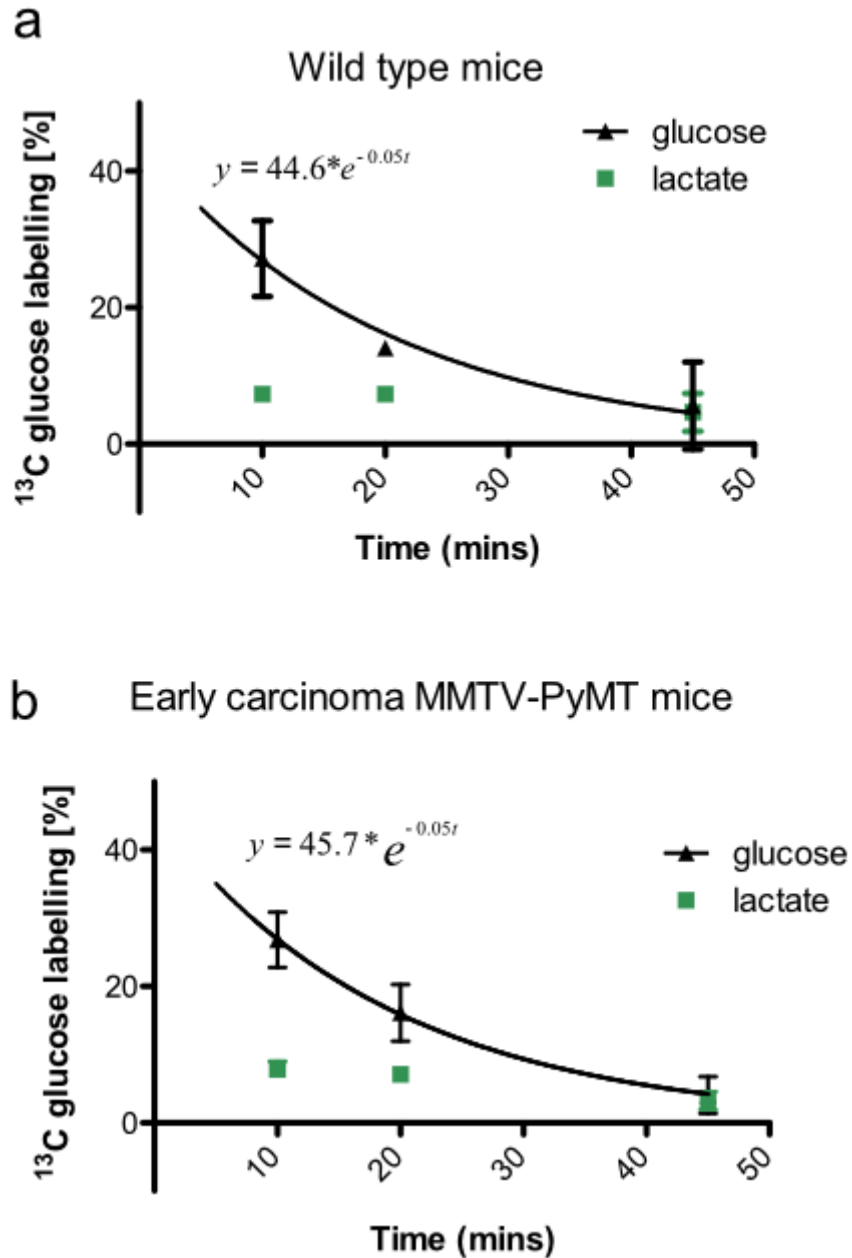 a
Wild type mice
¹³C glucose labelling [%]
y = 44.6*e^-0.05t
glucose
lactate
40
20
0
10
20
30
40
50
Time (mins)
b
Early carcinoma MMTV-PyMT mice
¹³C glucose labelling [%]
y = 45.7* e^-0.05t
glucose
lactate
40
20
0
10
20
30
40
50
Time (mins)